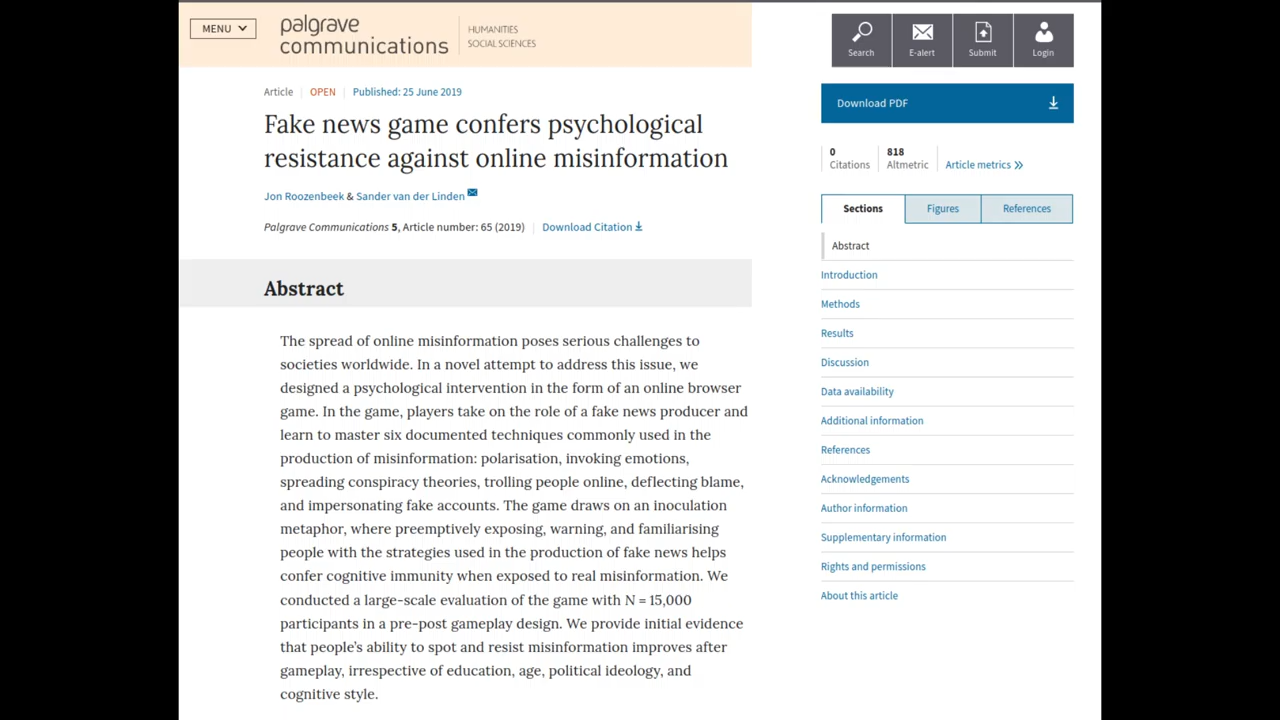 MENU
palgrave
communications
HUMANITIES
SOCIAL SCIENCES
Search
E-alert
Submit
Login
Article | OPEN | Published: 25 June 2019
Fake news game confers psychological
resistance against online misinformation
Jon Roozenbeek & Sander van der Linden
Palgrave Communications 5, Article number: 65 (2019) | Download Citation
Abstract
The spread of online misinformation poses serious challenges to
societies worldwide. In a novel attempt to address this issue, we
designed a psychological intervention in the form of an online browser
game. In the game, players take on the role of a fake news producer and
learn to master six documented techniques commonly used in the
production of misinformation: polarisation, invoking emotions,
spreading conspiracy theories, trolling people online, deflecting blame,
and impersonating fake accounts. The game draws on an inoculation
metaphor, where preemptively exposing, warning, and familiarising
people with the strategies used in the production of fake news helps
confer cognitive immunity when exposed to real misinformation. We
conducted a large-scale evaluation of the game with N = 15,000
participants in a pre-post gameplay design. We provide initial evidence
that people's ability to spot and resist misinformation improves after
gameplay, irrespective of education, age, political ideology, and
cognitive style.
Download PDF
0 818
Citations Altmetric Article metrics
Sections Figures References
Abstract
Introduction
Methods
Results
Discussion
Data availability
Additional information
References
Acknowledgements
Author information
Supplementary information
Rights and permissions
About this article